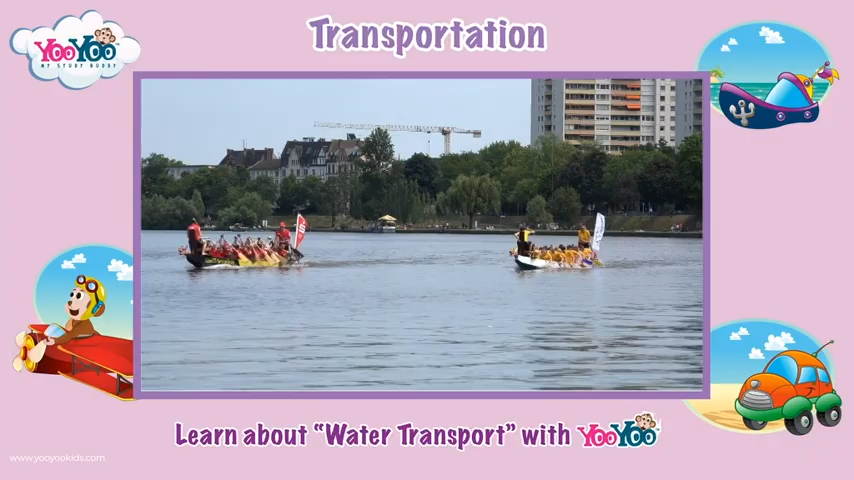 Transportation
YooYoo
MY STUDY BUDDY
Learn about "Water Transport" with YooYoo
www.yooyookids.com